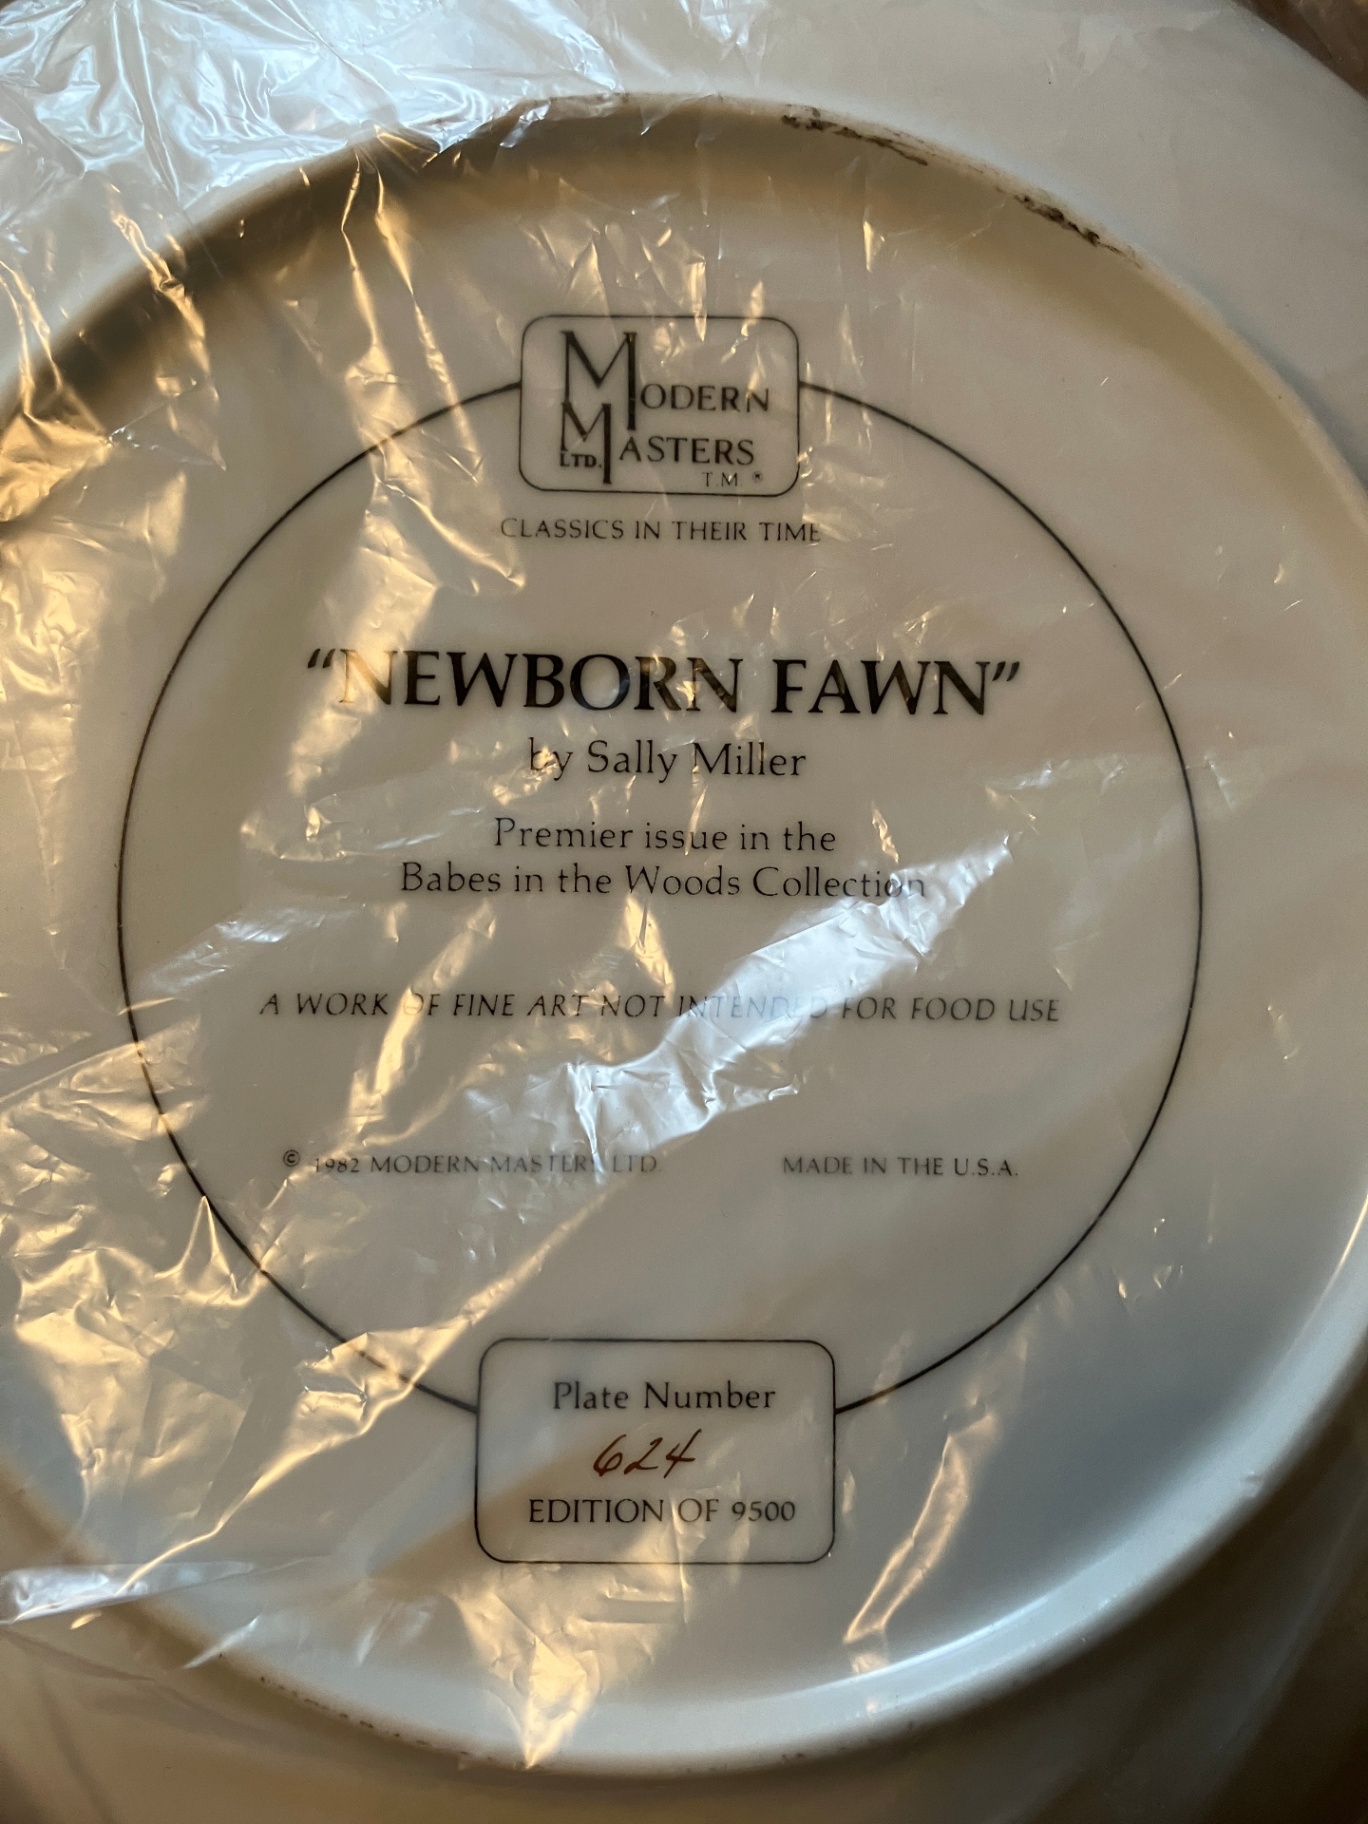 MODERN
MASTERS
LTD.
T.M. ®
CLASSICS IN THEIR TIME
“NEWBORN FAWN”
by Sally Miller
Premier issue in the
Babes in the Woods Collection
A WORK OF FINE ART NOT INTENDED FOR FOOD USE
© 1982 MODERN MASTERS LTD. MADE IN THE U.S.A.
Plate Number
624
EDITION OF 9500